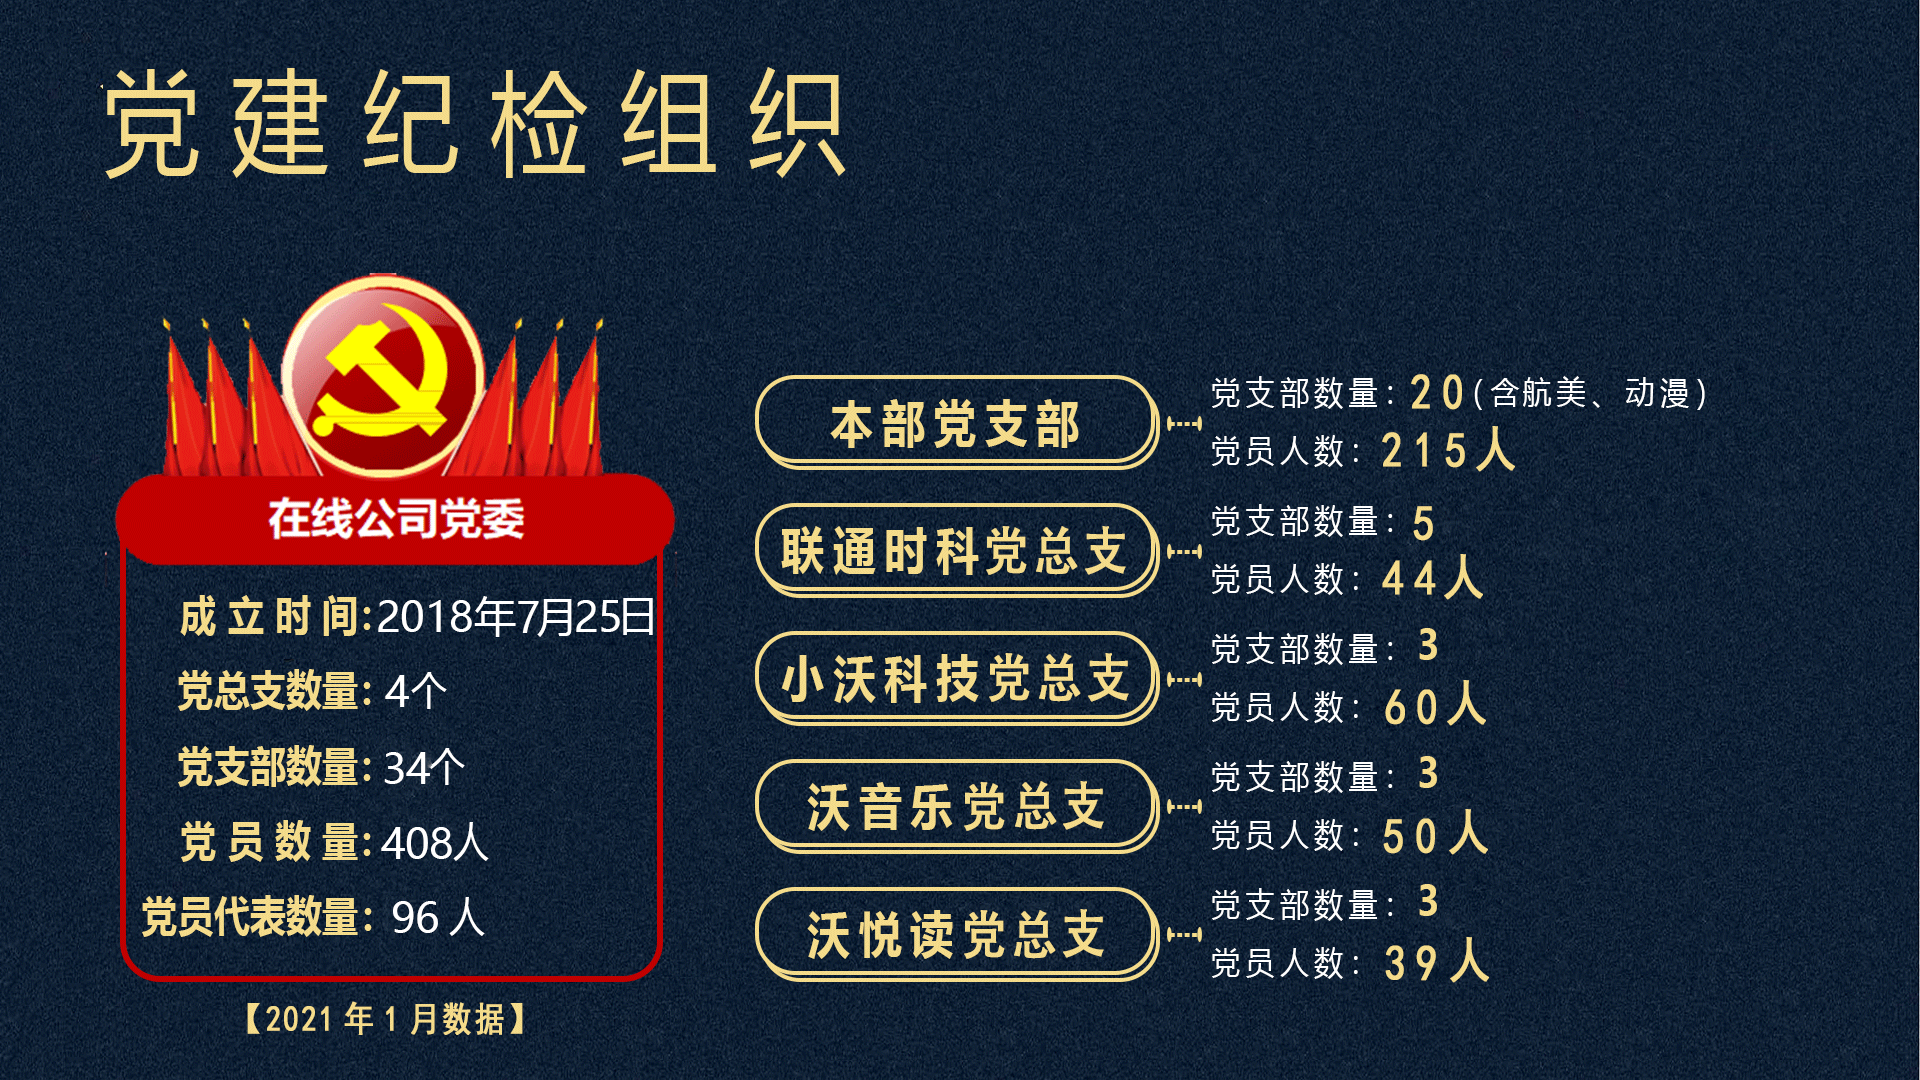 党建纪检组织
在线公司党委
成立时间:2018年7月25日
党总支数量: 4个
党支部数量: 34个
党员数量: 408人
党员代表数量: 96 人
【2021 年 1 月数据】
本部党支部
党支部数量: 20(含航美、动漫)
党员人数: 215人
联通时科党总支
党支部数量: 5
党员人数: 44人
小沃科技党总支
党支部数量: 3
党员人数: 60人
沃音乐党总支
党支部数量: 3
党员人数: 50人
沃悦读党总支
党支部数量: 3
党员人数: 39人